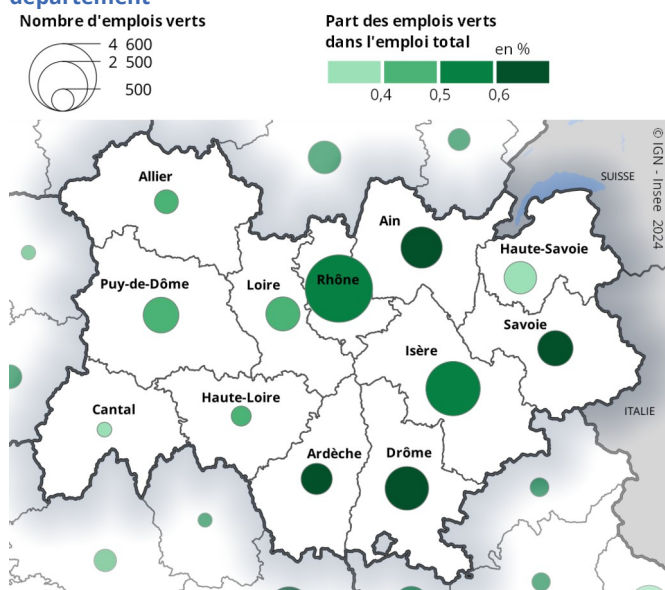 département
Nombre d'emplois verts
4 600
2 500
500
Part des emplois verts
dans l'emploi total
en %
0,4
0,5
0,6
© IGN - Insee 2024
SUISSE
Allier
Ain
Haute-Savoie
Rhône
Puy-de-Dôme
Loire
Savoie
Isère
Haute-Loire
Cantal
ITALIE
Ardèche
Drôme